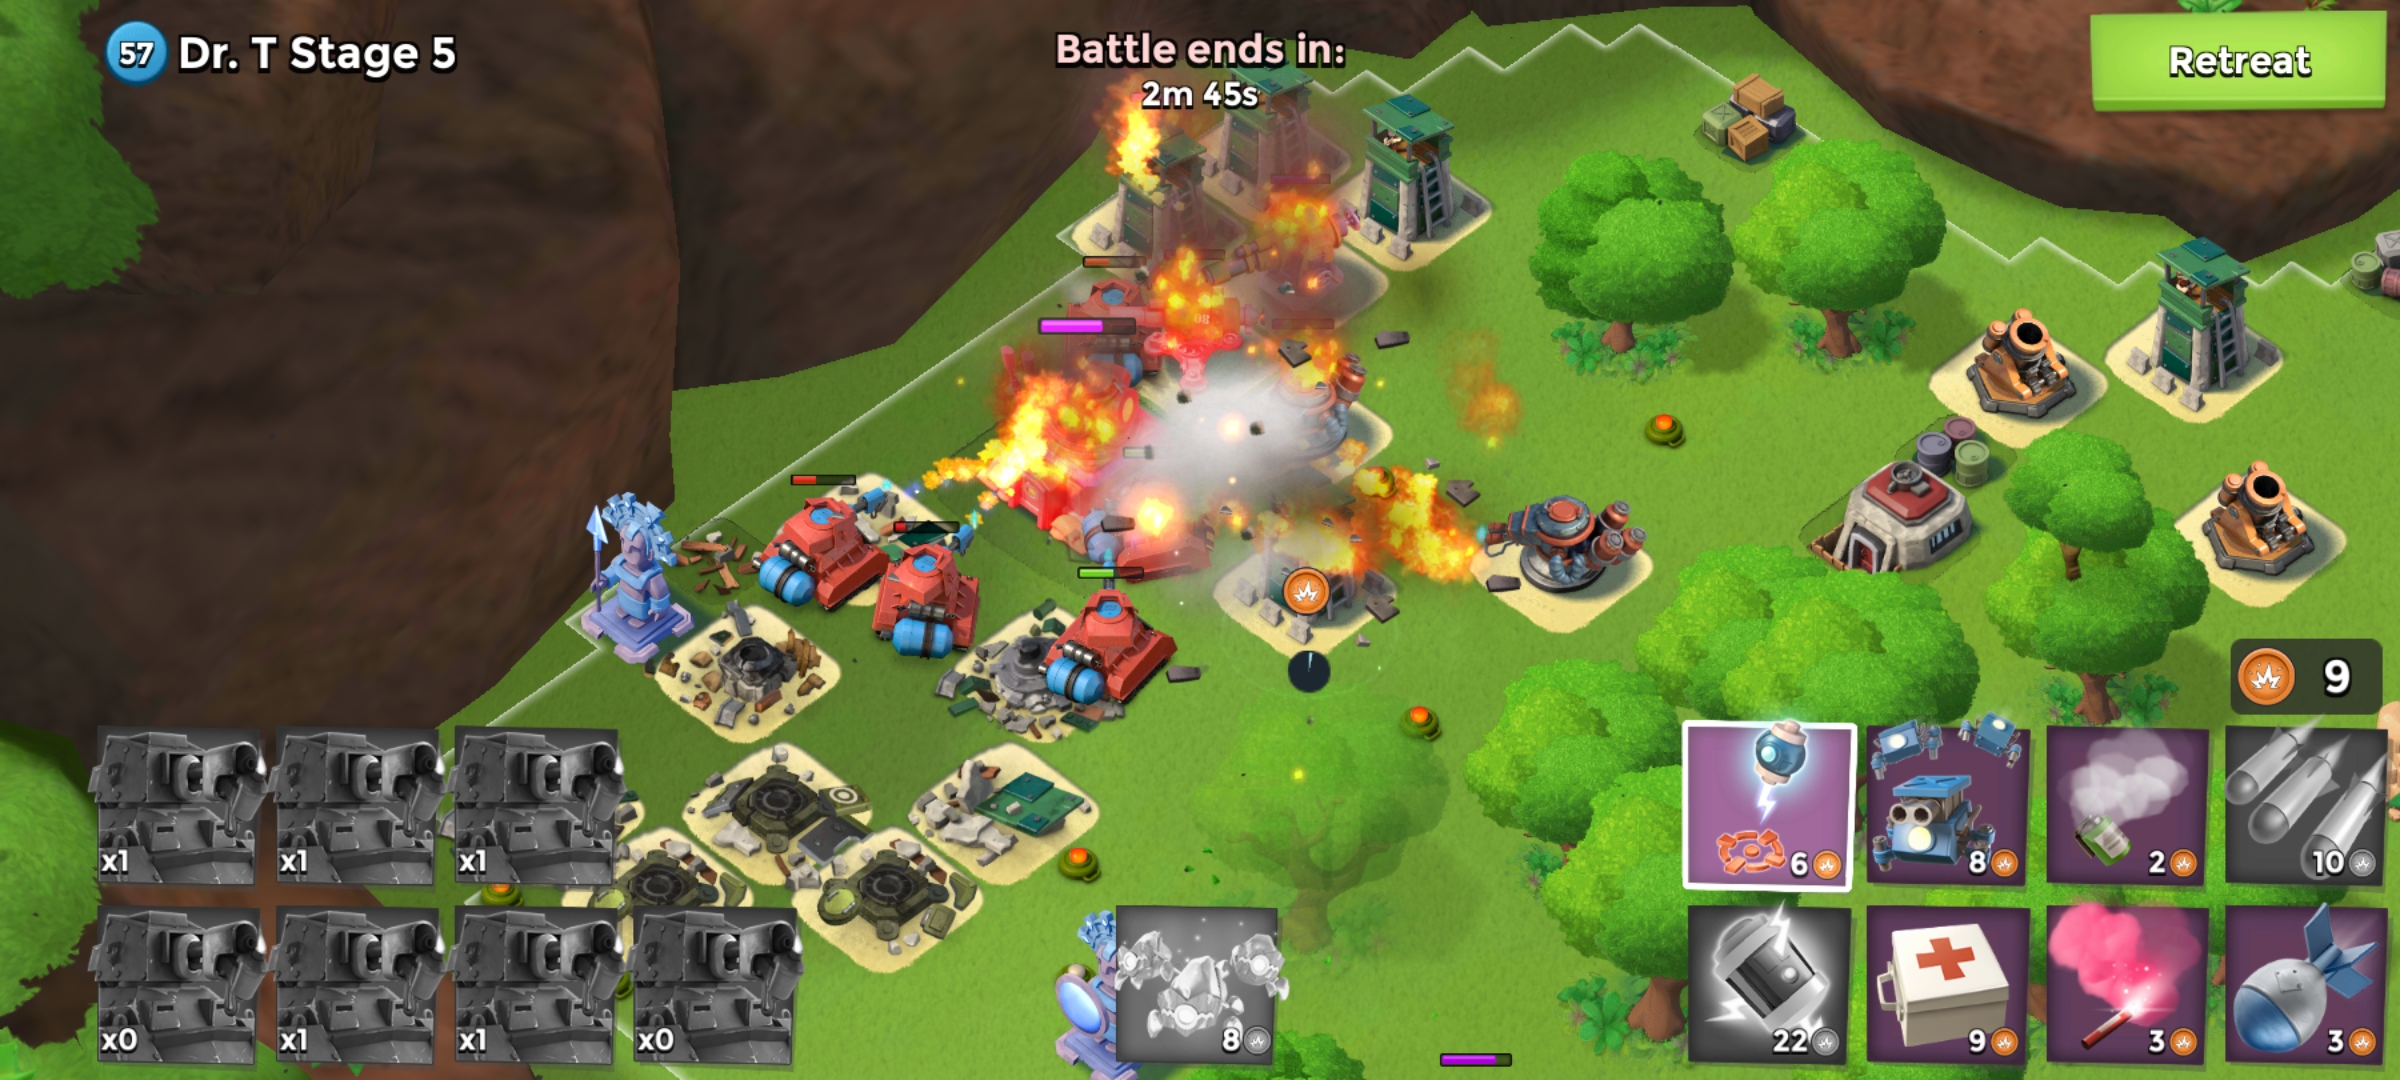 57 Dr. T Stage 5
Battle ends in:
2m 45s
Retreat
9
x1 x1 x1
6 8 2 10
x0 x1 x1 x0
8
22 9 3 3